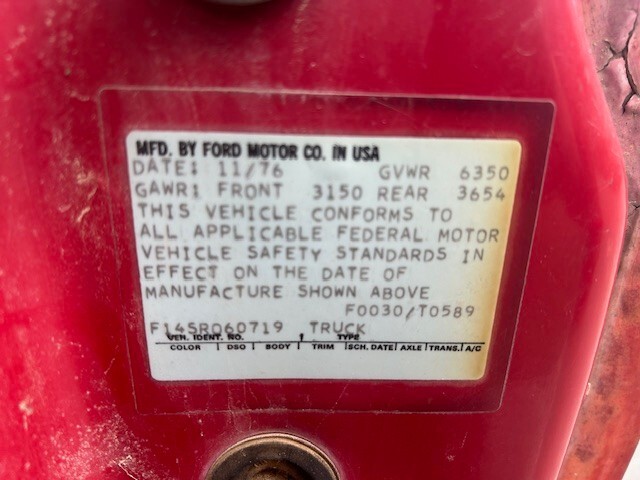 MFD. BY FORD MOTOR CO. IN USA
DATE: 11/76 GVWR 6350
GAWR: FRONT 3150 REAR 3654
THIS VEHICLE CONFORMS TO
ALL APPLICABLE FEDERAL MOTOR
VEHICLE SAFETY STANDARDS IN
EFFECT ON THE DATE OF
MANUFACTURE SHOWN ABOVE
F0030/T0589
F14SRQ60719 TRUCK
VEH. IDENT. NO. TYPE
COLOR | DSO | BODY | TRIM | SCH. DATE | AXLE | TRANS. | A/C